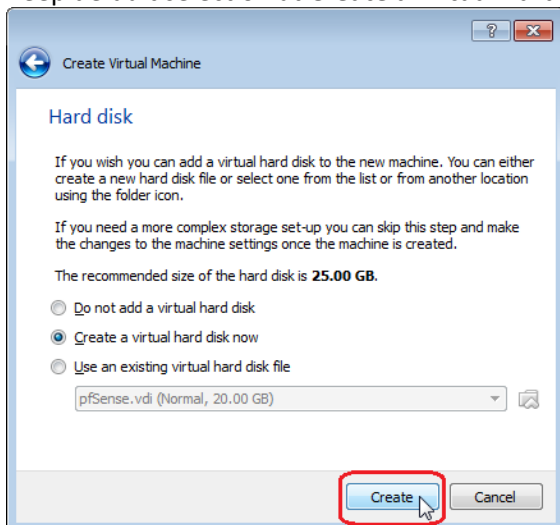 Create Virtual Machine
Hard disk
If you wish you can add a virtual hard disk to the new machine. You can either
create a new hard disk file or select one from the list or from another location
using the folder icon.
If you need a more complex storage set-up you can skip this step and make
the changes to the machine settings once the machine is created.
The recommended size of the hard disk is 25.00 GB.
Do not add a virtual hard disk
Create a virtual hard disk now
Use an existing virtual hard disk file
pfSense.vdi (Normal, 20.00 GB)
Create
Cancel